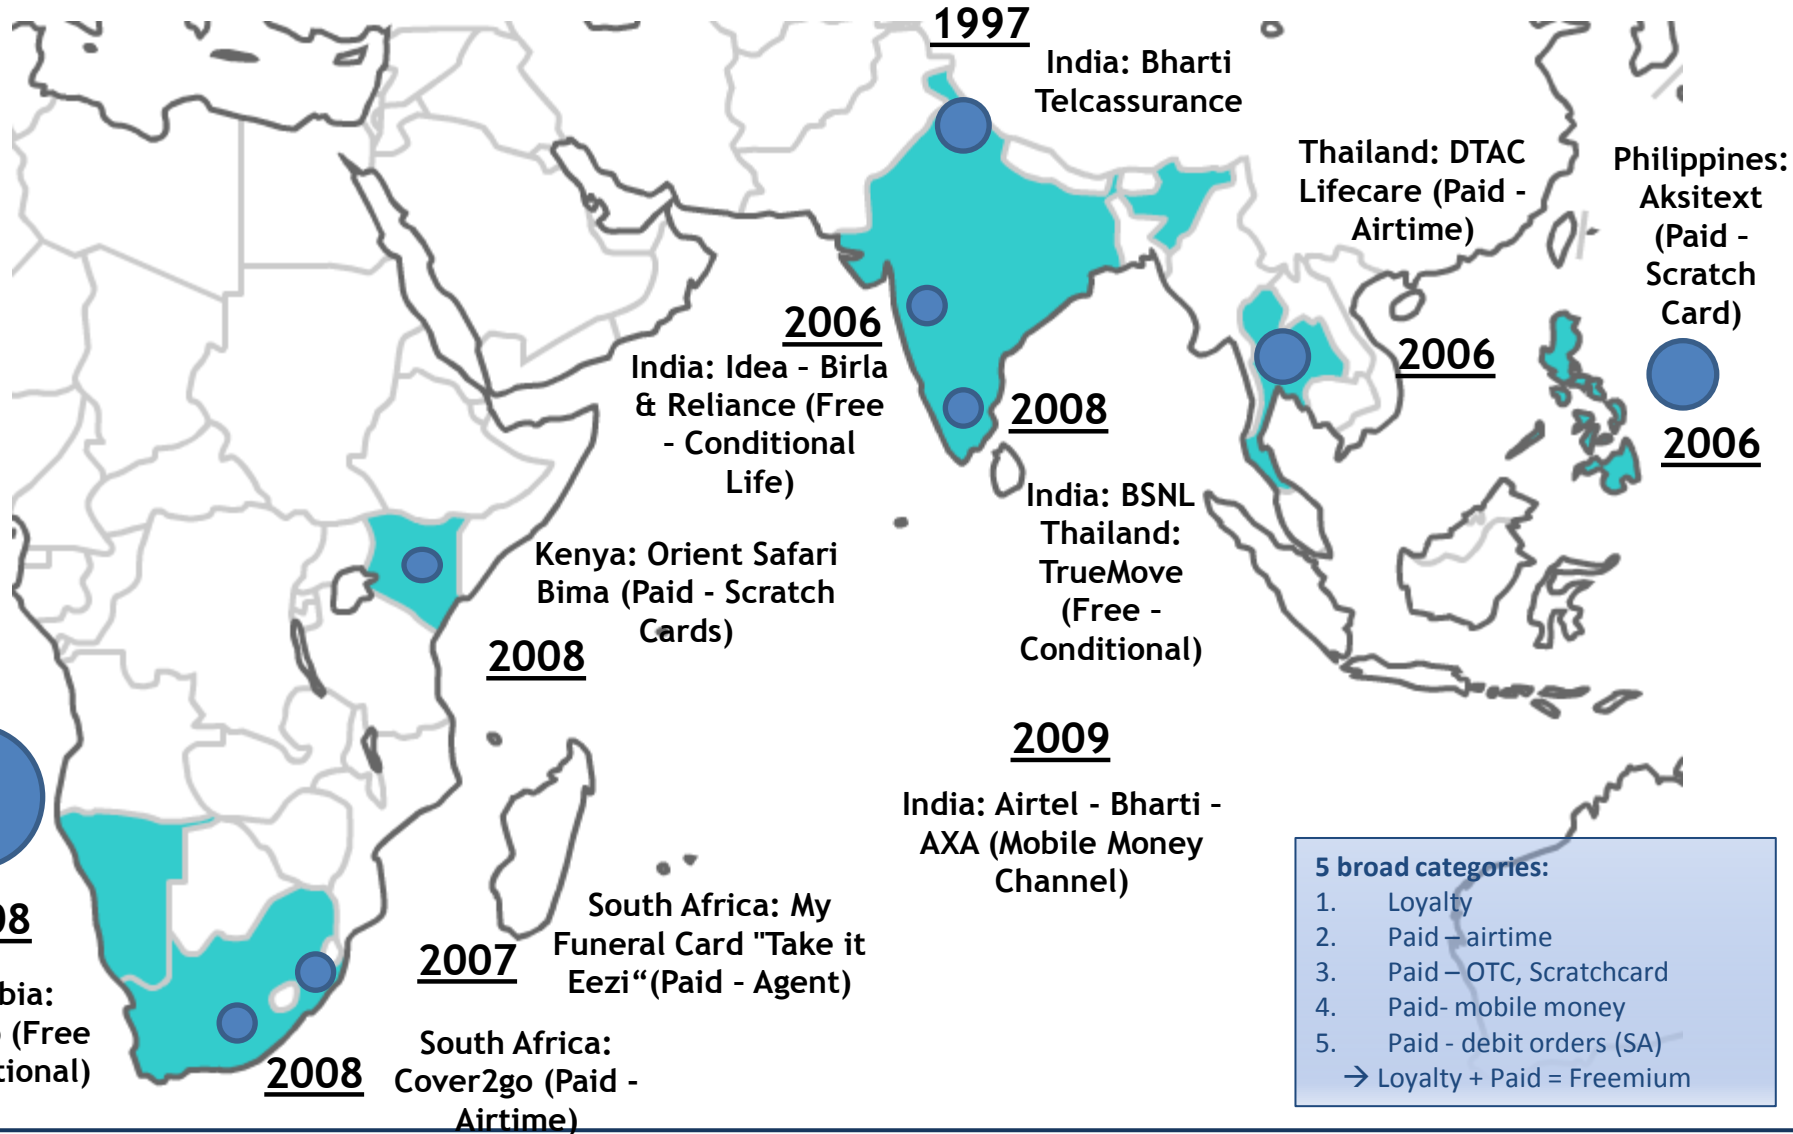 1997
India: Bharti
Telcassurance
Thailand: DTAC
Lifecare (Paid -
Airtime)
2006
Philippines:
Aksitext
(Paid –
Scratch
Card)
2006
2006
India: Idea – Birla
& Reliance (Free
– Conditional
Life)
2008
India: BSNL
Thailand:
TrueMove
(Free –
Conditional)
Kenya: Orient Safari
Bima (Paid - Scratch
Cards)
2008
2009
India: Airtel - Bharti –
AXA (Mobile Money
Channel)
08
bia:
(Free
tional)
2007
South Africa: My
Funeral Card "Take it
Eezi“(Paid – Agent)
2008
South Africa:
Cover2go (Paid -
Airtime)
5 broad categories:
1. Loyalty
2. Paid – airtime
3. Paid – OTC, Scratchcard
4. Paid- mobile money
5. Paid - debit orders (SA)
→ Loyalty + Paid = Freemium